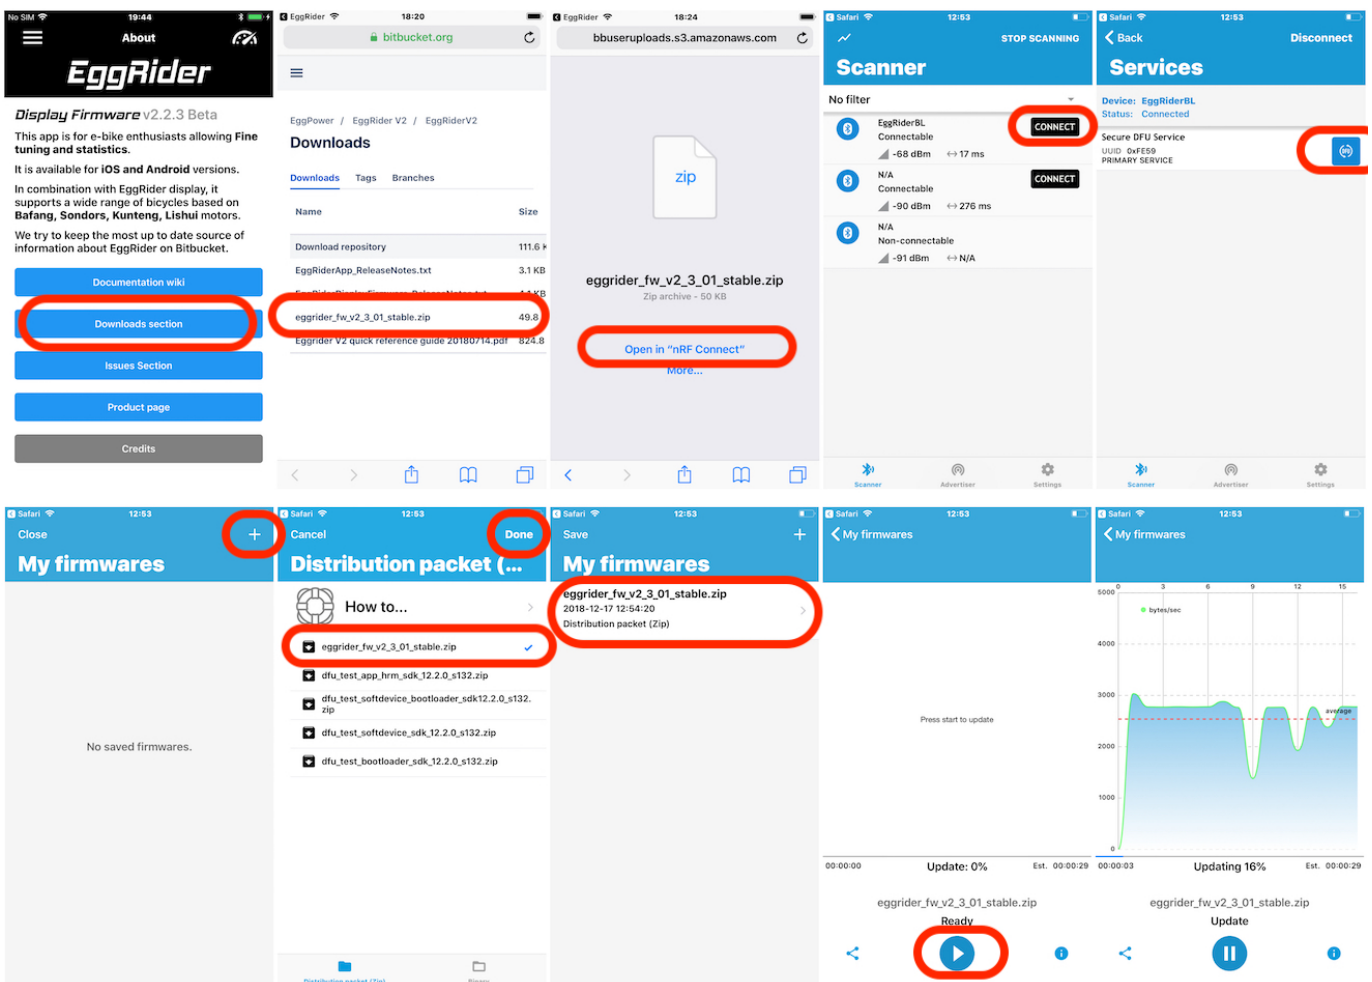 No SIM 19:44
About
EggRider
Display Firmware v2.2.3 Beta
This app is for e-bike enthusiasts allowing Fine
tuning and statistics.
It is available for iOS and Android versions.
In combination with EggRider display, it
supports a wide range of bicycles based on
Bafang, Sondors, Kunteng, Lishui motors.
We try to keep the most up to date source of
information about EggRider on Bitbucket.
Documentation wiki
Downloads section
Issues Section
Product page
Credits
EggRider 18:20
bitbucket.org
EggPower / EggRider V2 / EggRiderV2
Downloads
Downloads Tags Branches
Name Size
Download repository 111.6 K
EggRiderApp_ReleaseNotes.txt 3.1 KB
EggRiderDisplayFirmware_ReleaseNotes.txt 4.1 KB
eggrider_fw_v2_3_01_stable.zip 49.8
Eggrider V2 quick reference guide 20180714.pdf 824.8
EggRider 18:24
bbuseruploads.s3.amazonaws.com
zip
eggrider_fw_v2_3_01_stable.zip
Zip archive - 50 KB
Open in “nRF Connect”
More...
Safari 12:53
STOP SCANNING
Scanner
No filter
EggRiderBL
Connectable
CONNECT
-68 dBm 17 ms
N/A
Connectable
CONNECT
-90 dBm 276 ms
N/A
Non-connectable
-91 dBm N/A
Scanner Advertiser Settings
Safari 12:53
Back Disconnect
Services
Device: EggRiderBL
Status: Connected
Secure DFU Service
UUID 0xFE59
PRIMARY SERVICE
Scanner Advertiser Settings
Safari 12:53
Close +
My firmwares
No saved firmwares.
Safari 12:53
Cancel Done
Distribution packet (...
How to...
eggrider_fw_v2_3_01_stable.zip
dfu_test_app_hrm_sdk_12.2.0_s132.zip
dfu_test_softdevice_bootloader_sdk12.2.0_s132.
zip
dfu_test_softdevice_sdk_12.2.0_s132.zip
dfu_test_bootloader_sdk_12.2.0_s132.zip
Distribution packet (Zip) Binary
Safari 12:53
Save +
My firmwares
eggrider_fw_v2_3_01_stable.zip
2018-12-17 12:54:20
Distribution packet (Zip)
Safari 12:53
My firmwares
Press start to update
00:00:00 Update: 0% Est. 00:00:29
eggrider_fw_v2_3_01_stable.zip
Ready
Safari 12:53
My firmwares
0 3 6 9 12 15
5000
bytes/sec
4000
3000
average
2000
1000
0
00:00:03 Updating 16% Est. 00:00:29
eggrider_fw_v2_3_01_stable.zip
Update